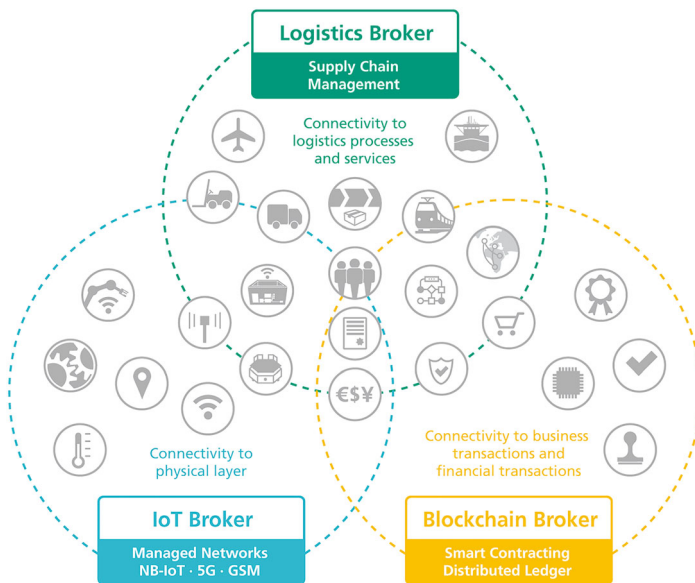 Logistics Broker
Supply Chain
Management
Connectivity to
logistics processes
and services
€$¥
Connectivity to
physical layer
Connectivity to business
transactions and
financial transactions
IoT Broker
Managed Networks
NB-IoT · 5G · GSM
Blockchain Broker
Smart Contracting
Distributed Ledger